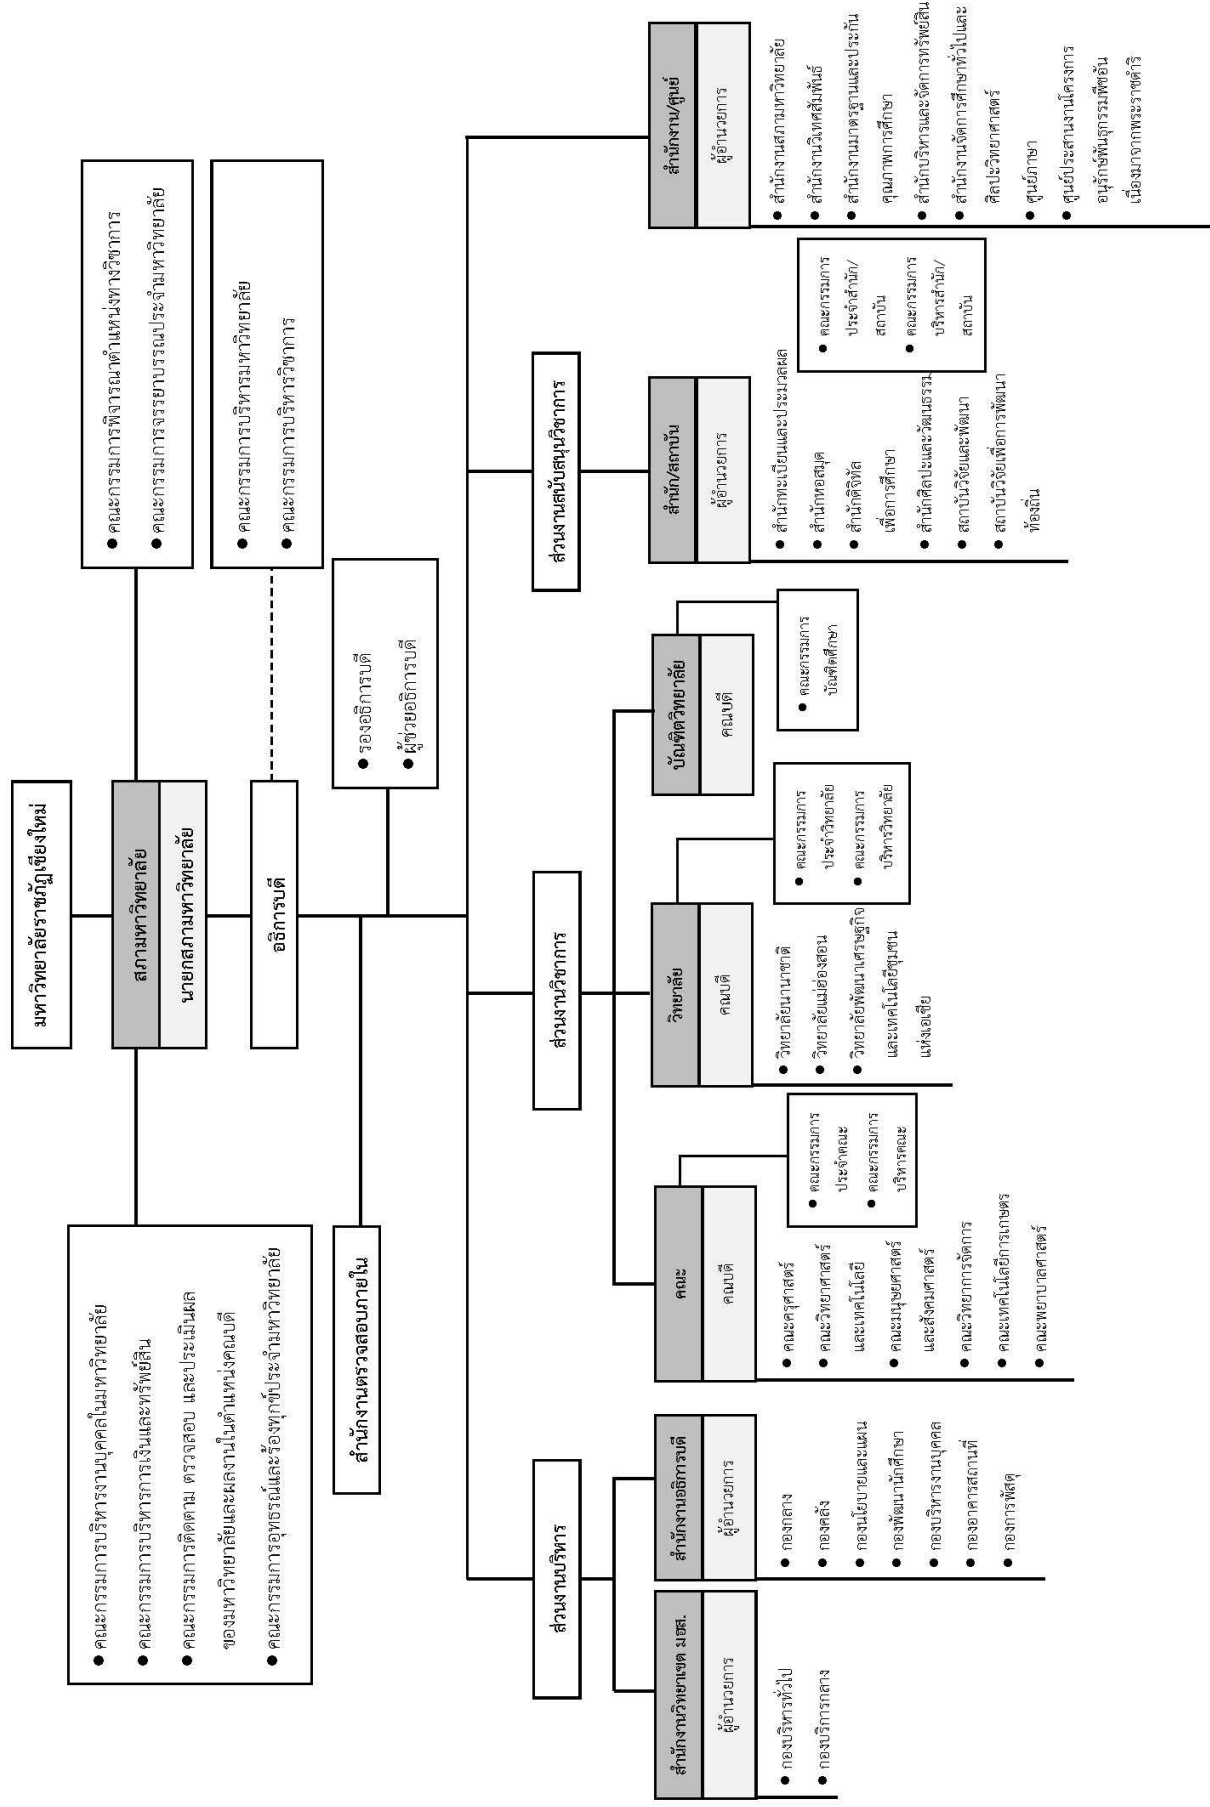 มหาวิทยาลัยราชภัฏเชียงใหม่
สภามหาวิทยาลัย
นายกสภามหาวิทยาลัย
อธิการบดี
● คณะกรรมการบริหารงานบุคคลในมหาวิทยาลัย
● คณะกรรมการบริหารการเงินและทรัพย์สิน
● คณะกรรมการติดตาม ตรวจสอบ และประเมินผล
ของมหาวิทยาลัยและผลงานในตำแหน่งคณบดี
● คณะกรรมการอุทธรณ์และร้องทุกข์ประจำมหาวิทยาลัย
● คณะกรรมการพิจารณาตำแหน่งทางวิชาการ
● คณะกรรมการจรรยาบรรณประจำมหาวิทยาลัย
● คณะกรรมการบริหารมหาวิทยาลัย
● คณะกรรมการบริหารวิชาการ
● รองอธิการบดี
● ผู้ช่วยอธิการบดี
สำนักงานตรวจสอบภายใน
ส่วนงานบริหาร
สำนักงานวิทยาเขต มฮส.
ผู้อำนวยการ
● กองบริหารทั่วไป
● กองบริการกลาง
สำนักงานอธิการบดี
ผู้อำนวยการ
● กองกลาง
● กองคลัง
● กองนโยบายและแผน
● กองพัฒนานักศึกษา
● กองบริหารงานบุคคล
● กองอาคารสถานที่
● กองการพัสดุ
ส่วนงานวิชาการ
คณะ
คณบดี
● คณะครุศาสตร์
● คณะวิทยาศาสตร์
และเทคโนโลยี
● คณะมนุษยศาสตร์
และสังคมศาสตร์
● คณะวิทยาการจัดการ
● คณะเทคโนโลยีการเกษตร
● คณะพยาบาลศาสตร์
● คณะกรรมการ
ประจำคณะ
● คณะกรรมการ
บริหารคณะ
วิทยาลัย
คณบดี
● วิทยาลัยนานาชาติ
● วิทยาลัยแม่ฮ่องสอน
● วิทยาลัยพัฒนาเศรษฐกิจ
และเทคโนโลยีชุมชน
แห่งเอเชีย
● คณะกรรมการ
ประจำวิทยาลัย
● คณะกรรมการ
บริหารวิทยาลัย
บัณฑิตวิทยาลัย
คณบดี
● คณะกรรมการ
บัณฑิตศึกษา
ส่วนงานสนับสนุนวิชาการ
สำนัก/สถาบัน
ผู้อำนวยการ
● สำนักทะเบียนและประมวลผล
● สำนักหอสมุด
● สำนักดิจิทัล
เพื่อการศึกษา
● สำนักศิลปะและวัฒนธรรม
● สถาบันวิจัยและพัฒนา
● สถาบันวิจัยเพื่อการพัฒนา
ท้องถิ่น
● คณะกรรมการ
ประจำสำนัก/
สถาบัน
● คณะกรรมการ
บริหารสำนัก/
สถาบัน
สำนักงาน/ศูนย์
ผู้อำนวยการ
● สำนักงานสภามหาวิทยาลัย
● สำนักงานวิเทศสัมพันธ์
● สำนักงานมาตรฐานและประกัน
คุณภาพการศึกษา
● สำนักบริหารและจัดการทรัพย์สิน
● สำนักงานจัดการศึกษาทั่วไปและ
ศิลปะวิทยาศาสตร์
● ศูนย์ภาษา
● ศูนย์ประสานงานโครงการ
อนุรักษ์พันธุกรรมพืชอัน
เนื่องมาจากพระราชดำริ